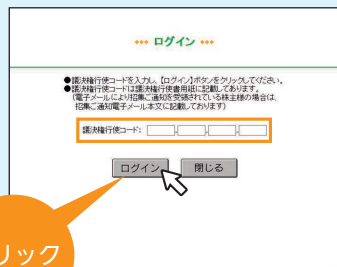 *** ログイン ***
●議決権行使コードを入力し、【ログイン】ボタンをクリックしてください。
●議決権行使コードは議決権行使書用紙に記載してあります。
(電子メールにより招集ご通知を受領されている株主様の場合は、
招集ご通知電子メール本文に記載しております)
議決権行使コード: - - -
ログイン 閉じる
リック